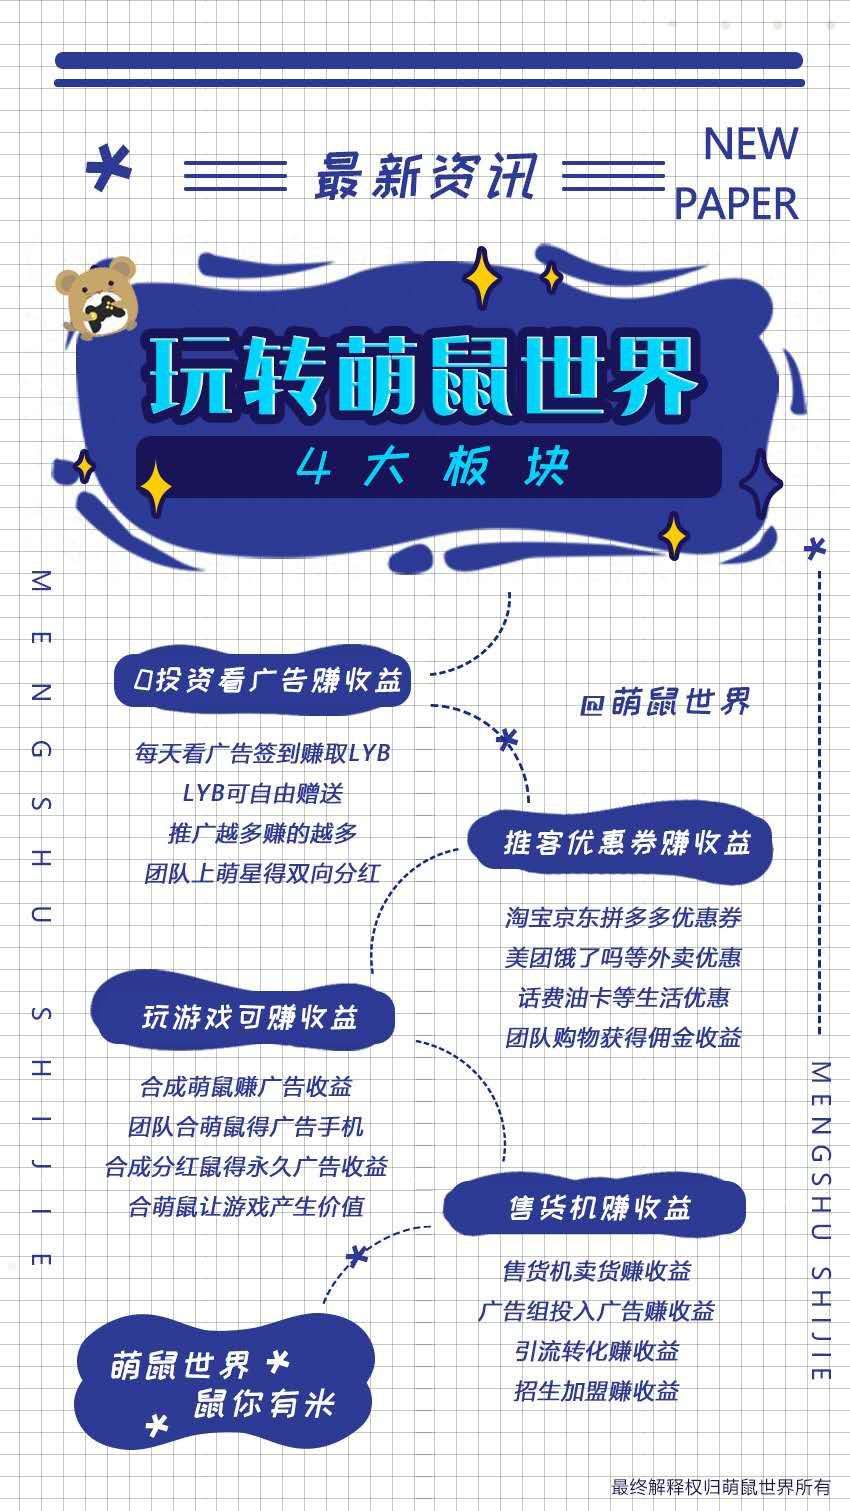 最新资讯
NEW
PAPER
玩转萌鼠世界
4大板块
MENGSHU SHIJIE
0投资看广告赚收益
每天看广告签到赚取LYB
LYB可自由赠送
推广越多赚的越多
团队上萌星得双向分红
@萌鼠世界
推客优惠券赚收益
淘宝京东拼多多优惠券
美团饿了吗等外卖优惠
话费油卡等生活优惠
团队购物获得佣金收益
玩游戏可赚收益
合成萌鼠赚广告收益
团队合萌鼠得广告手机
合成分红鼠得永久广告收益
合萌鼠让游戏产生价值
售货机赚收益
售货机卖货赚收益
广告组投入广告赚收益
引流转化赚收益
招生加盟赚收益
MENGSHU SHIJIE
萌鼠世界
鼠你有米
最终解释权归萌鼠世界所有